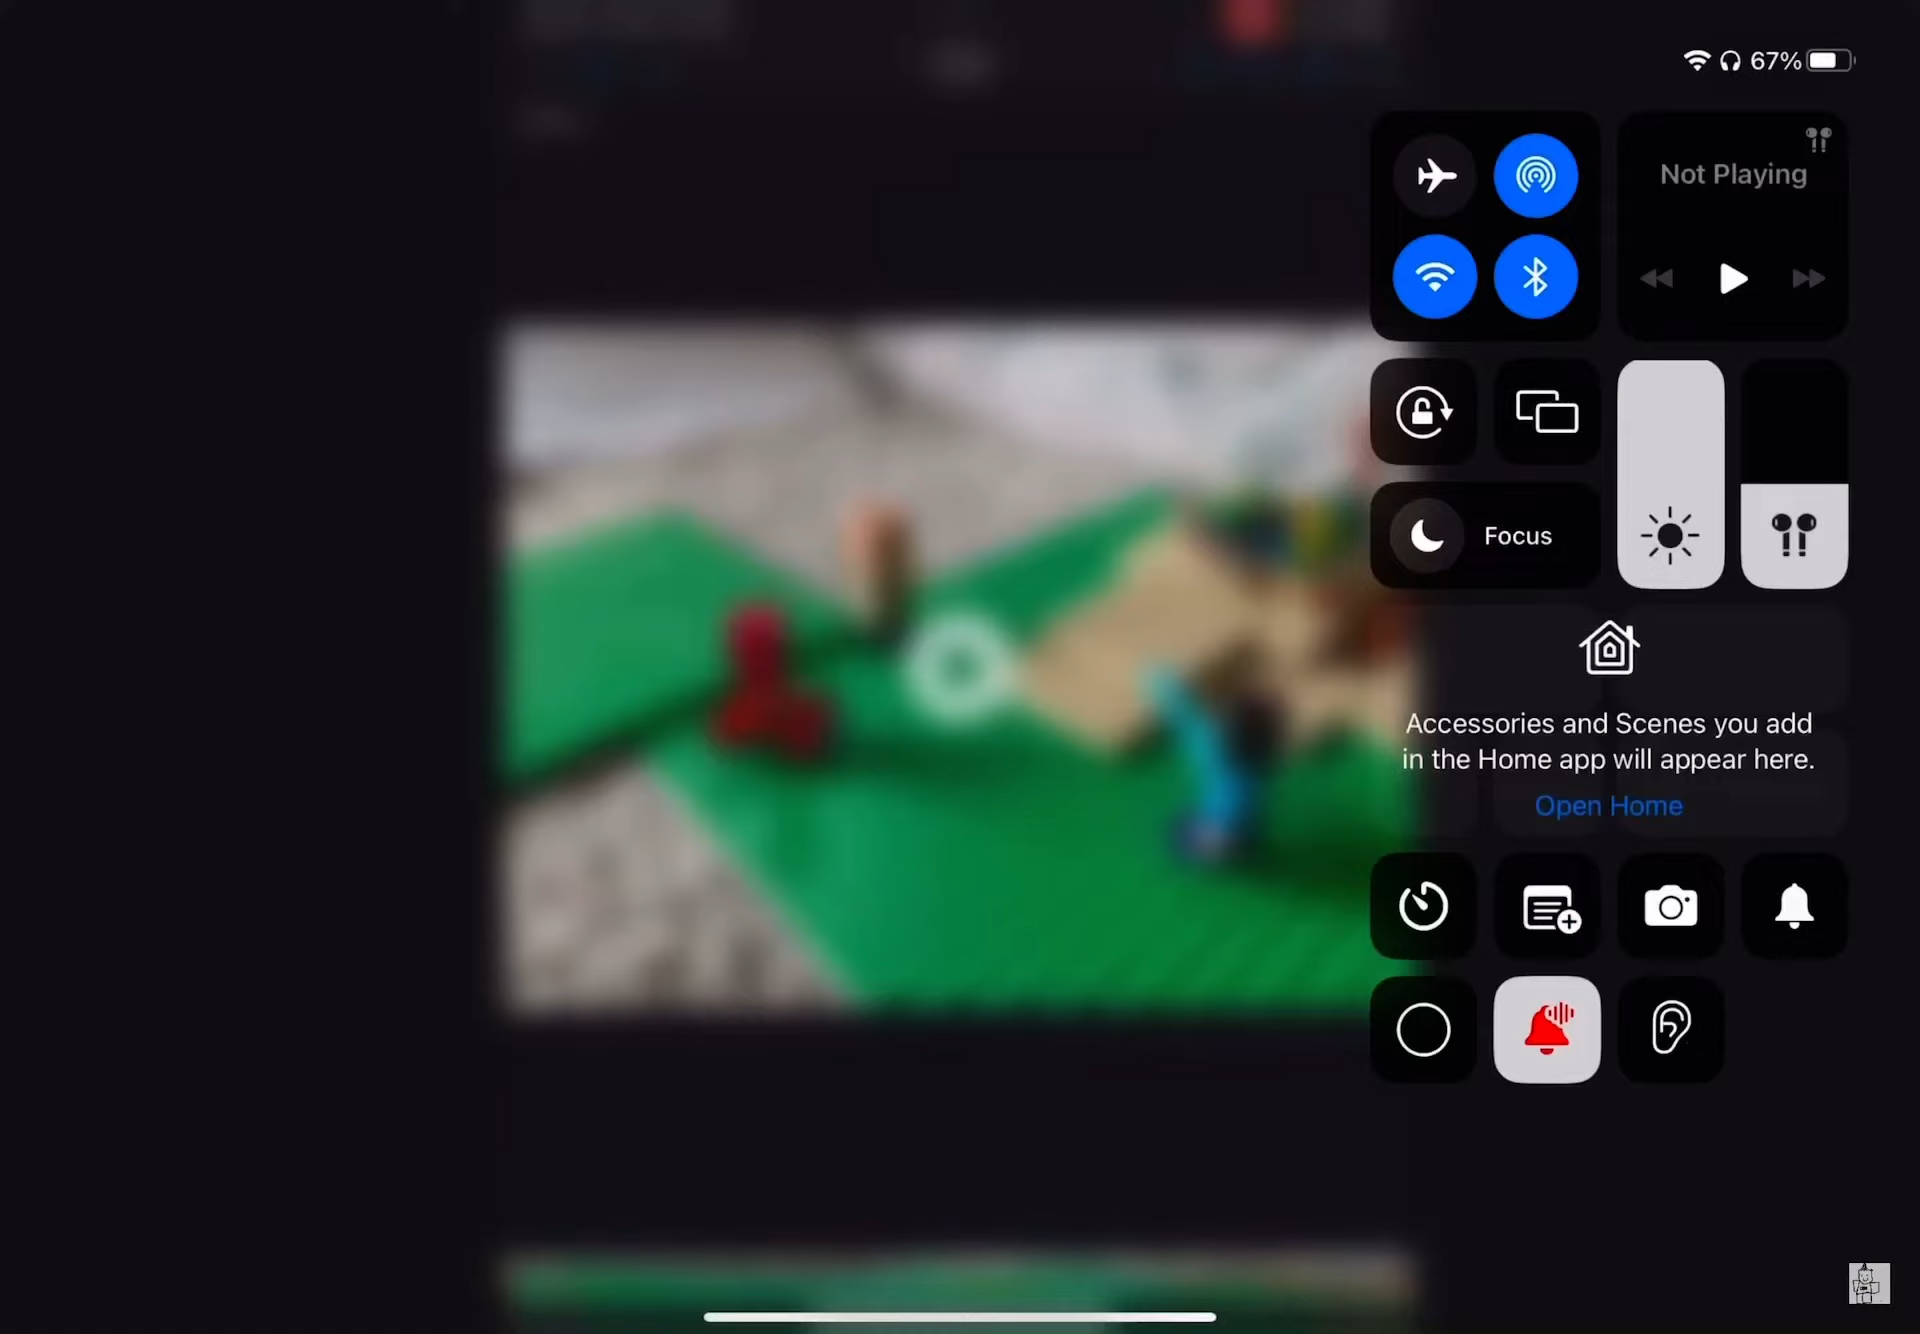 67%
Not Playing
Focus
Accessories and Scenes you add
in the Home app will appear here.
Open Home